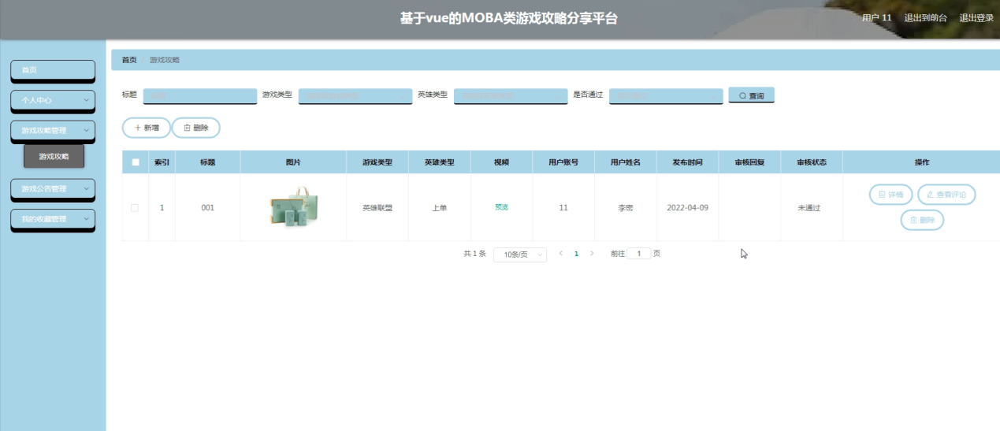 基于vue的MOBA类游戏攻略分享平台
用户 11 退出到前台 退出登录
首页
个人中心
游戏攻略管理
游戏攻略
游戏公告管理
我的收藏管理
首页 游戏攻略
标题 游戏类型 英雄类型 是否通过 查询
新增 删除
索引 标题 图片 游戏类型 英雄类型 视频 用户账号 用户姓名 发布时间 审核回复 审核状态 操作
1 001 英雄联盟 上单 预览 11 李密 2022-04-09 未通过 详情 查看评论
删除
共 1 条 10条/页 1 前往 1 页